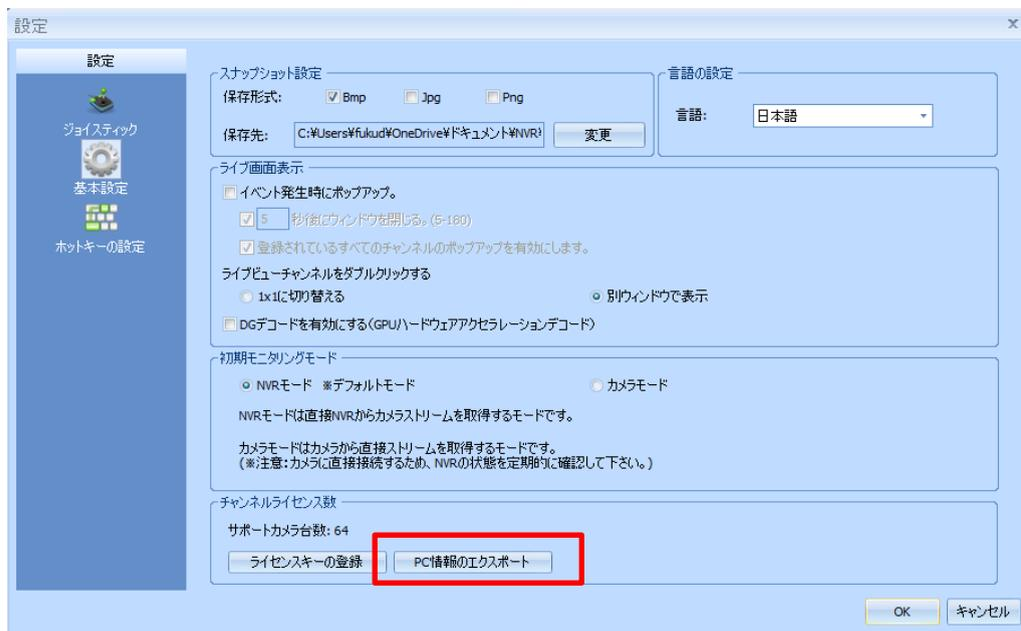 設定
設定
ジョイスティック
基本設定
ホットキーの設定
スナップショット設定
保存形式: Bmp Jpg Png
保存先: C:¥Users¥fukud¥OneDrive¥ドキュメント¥NVR¥ 変更
言語の設定
言語: 日本語
ライブ画面表示
イベント発生時にポップアップ。
5 秒後にウィンドウを閉じる。(5-180)
登録されているすべてのチャンネルのポップアップを有効にします。
ライブビューチャンネルをダブルクリックする
1x1に切り替える 別ウィンドウで表示
DGデコードを有効にする(GPUハードウェアアクセラレーションデコード)
初期モニタリングモード
NVRモード ※デフォルトモード カメラモード
NVRモードは直接NVRからカメラストリームを取得するモードです。
カメラモードはカメラから直接ストリームを取得するモードです。
(※注意:カメラに直接接続するため、NVRの状態を定期的に確認して下さい。)
チャンネルライセンス数
サポートカメラ台数: 64
ライセンスキーの登録 PC情報のエクスポート
OK キャンセル